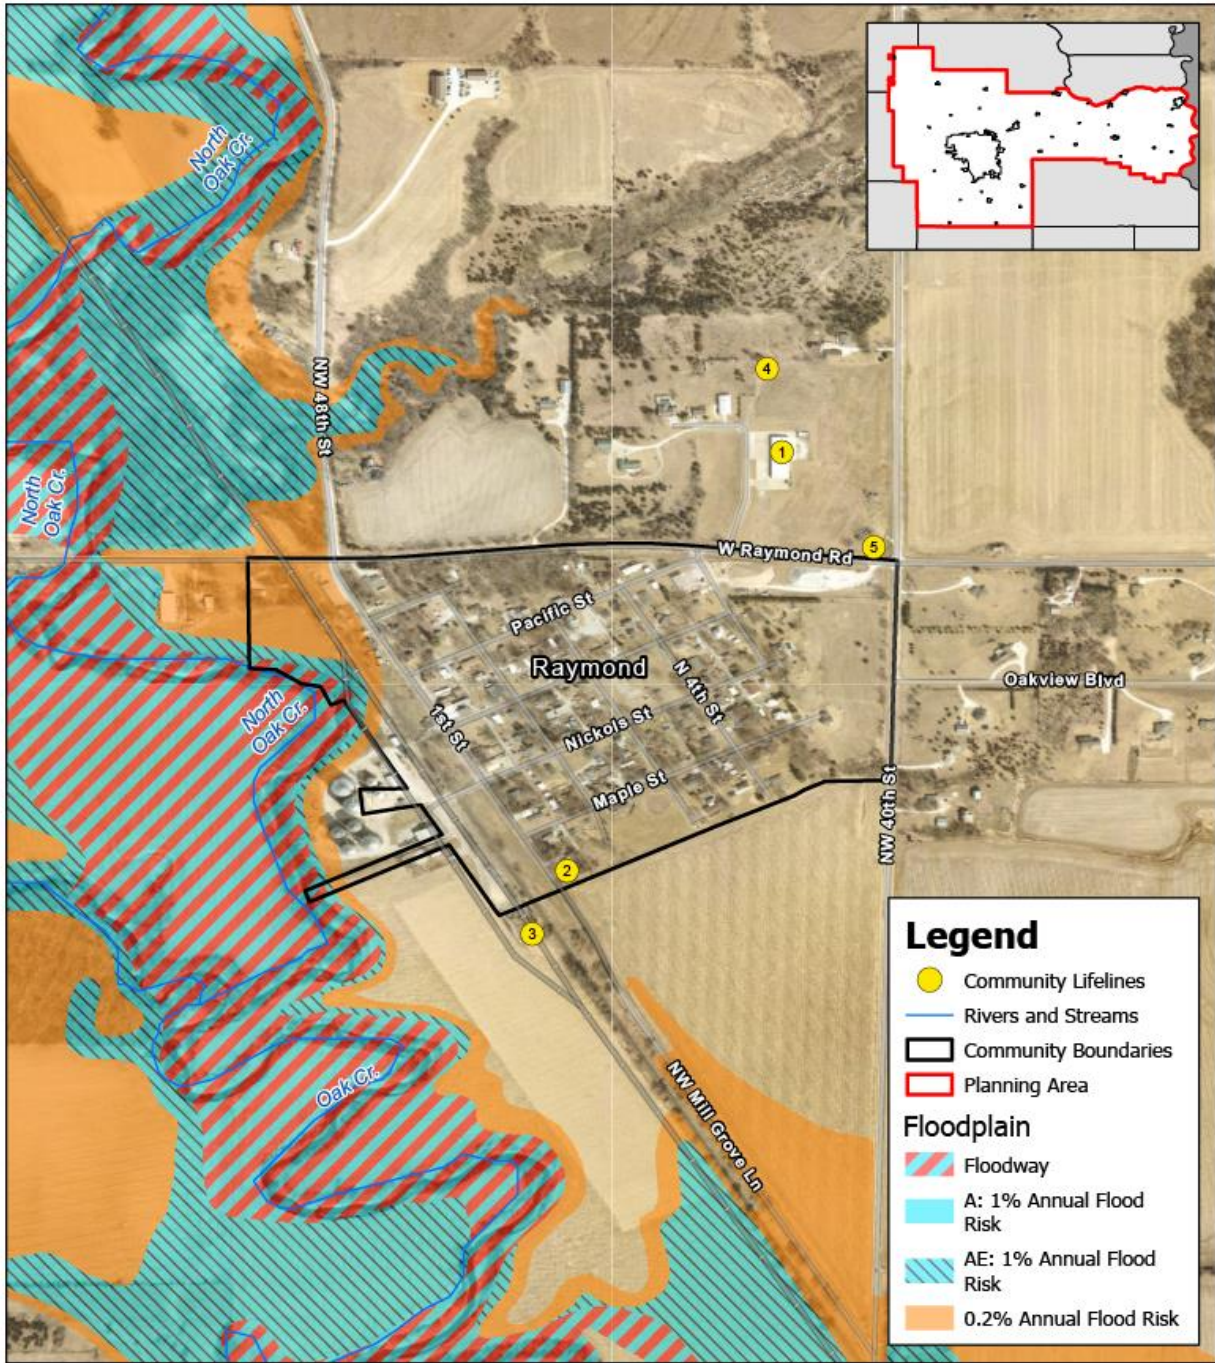 North
Oak Cr.
NW 48th St
4
1
North
Oak Cr.
W Raymond Rd
5
Pacific St
Raymond
N 4th St
Oakview Blvd
North
Oak Cr.
1st St
Nickols St
Maple St
NW 40th St
2
3
Oak Cr.
NW Mill Grove Ln
Legend
Community Lifelines
Rivers and Streams
Community Boundaries
Planning Area
Floodplain
Floodway
A: 1% Annual Flood
Risk
AE: 1% Annual Flood
Risk
0.2% Annual Flood Risk